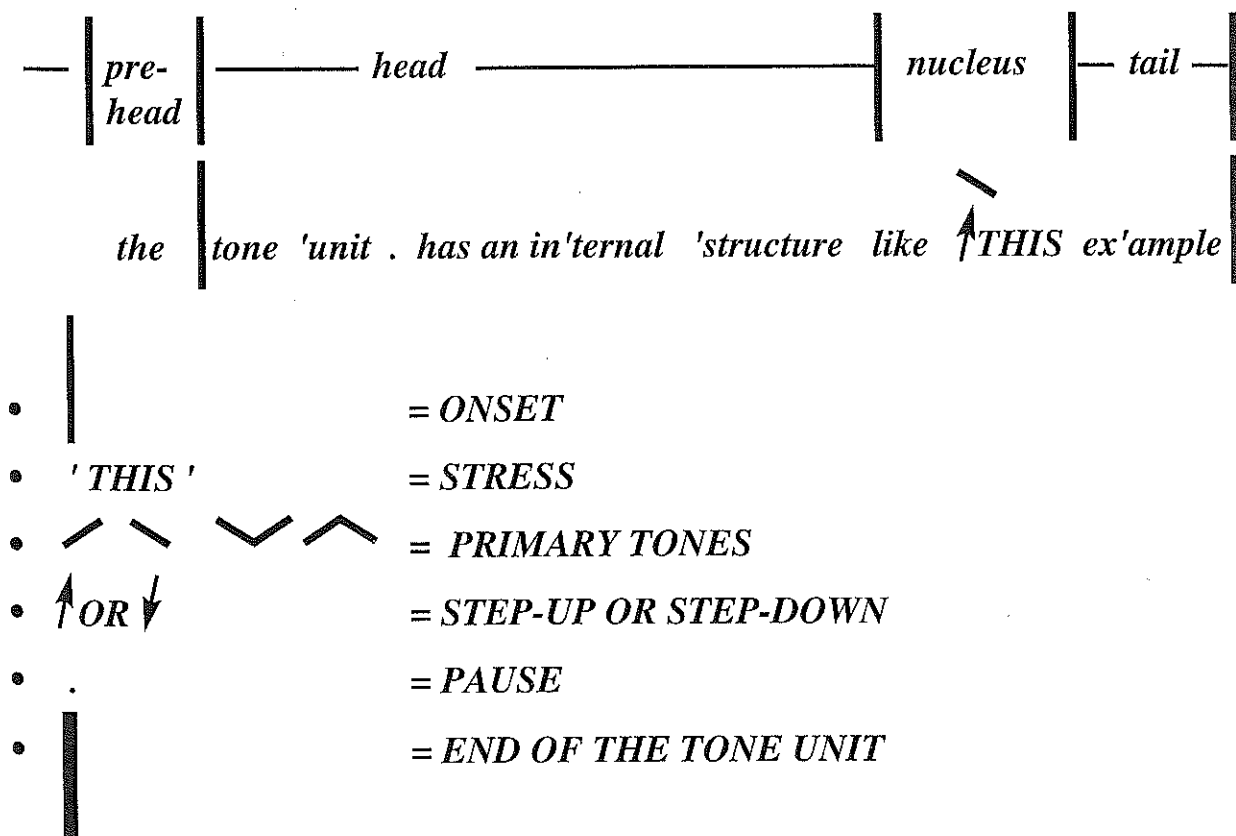 pre- head nucleus tail
head
the tone 'unit . has an in'ternal 'structure like ↑THIS ex'ample
= ONSET
' THIS ' = STRESS
= PRIMARY TONES
↑OR↓ = STEP-UP OR STEP-DOWN
. = PAUSE
= END OF THE TONE UNIT